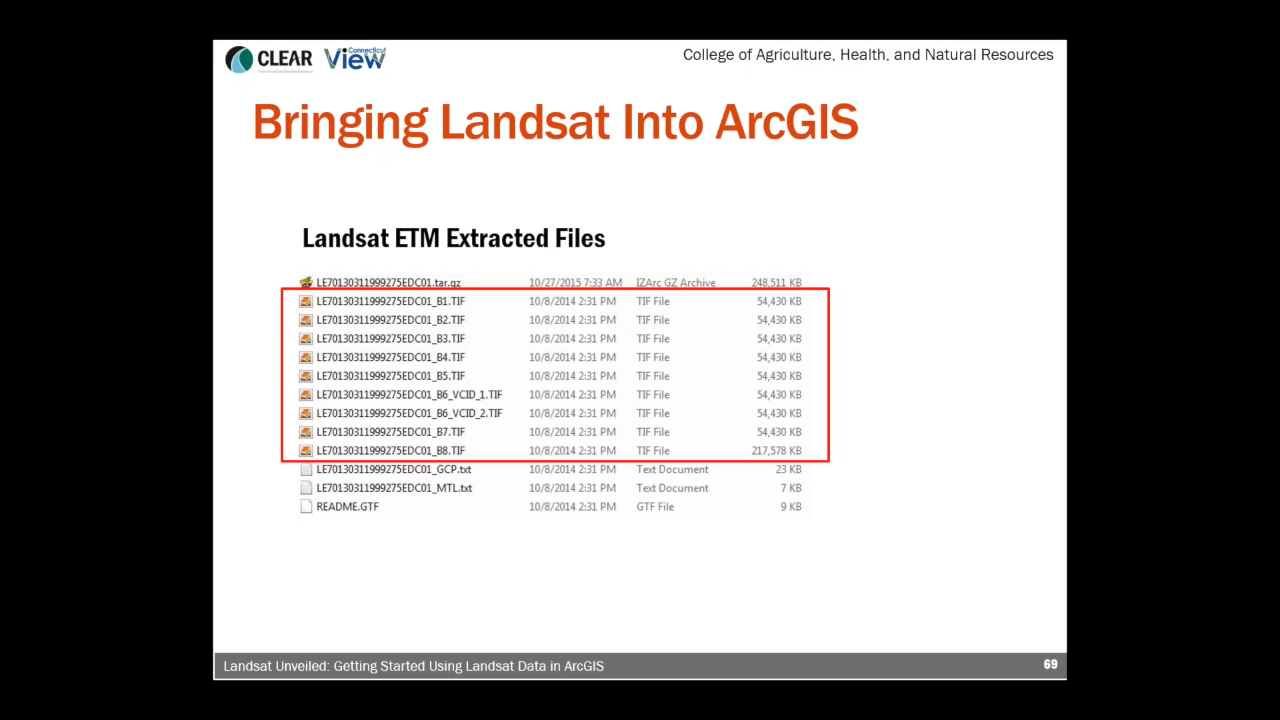 CLEAR Connecticut View College of Agriculture, Health, and Natural Resources
Bringing Landsat Into ArcGIS
Landsat ETM Extracted Files
LE70130311999275EDC01.tar.gz 10/27/2015 7:33 AM IZArc GZ Archive 248,511 KB
LE70130311999275EDC01_B1.TIF 10/8/2014 2:31 PM TIF File 54,430 KB
LE70130311999275EDC01_B2.TIF 10/8/2014 2:31 PM TIF File 54,430 KB
LE70130311999275EDC01_B3.TIF 10/8/2014 2:31 PM TIF File 54,430 KB
LE70130311999275EDC01_B4.TIF 10/8/2014 2:31 PM TIF File 54,430 KB
LE70130311999275EDC01_B5.TIF 10/8/2014 2:31 PM TIF File 54,430 KB
LE70130311999275EDC01_B6_VCID_1.TIF 10/8/2014 2:31 PM TIF File 54,430 KB
LE70130311999275EDC01_B6_VCID_2.TIF 10/8/2014 2:31 PM TIF File 54,430 KB
LE70130311999275EDC01_B7.TIF 10/8/2014 2:31 PM TIF File 54,430 KB
LE70130311999275EDC01_B8.TIF 10/8/2014 2:31 PM TIF File 217,578 KB
LE70130311999275EDC01_GCP.txt 10/8/2014 2:31 PM Text Document 23 KB
LE70130311999275EDC01_MTL.txt 10/8/2014 2:31 PM Text Document 7 KB
README.GTF 10/8/2014 2:31 PM GTF File 9 KB
Landsat Unveiled: Getting Started Using Landsat Data in ArcGIS 69